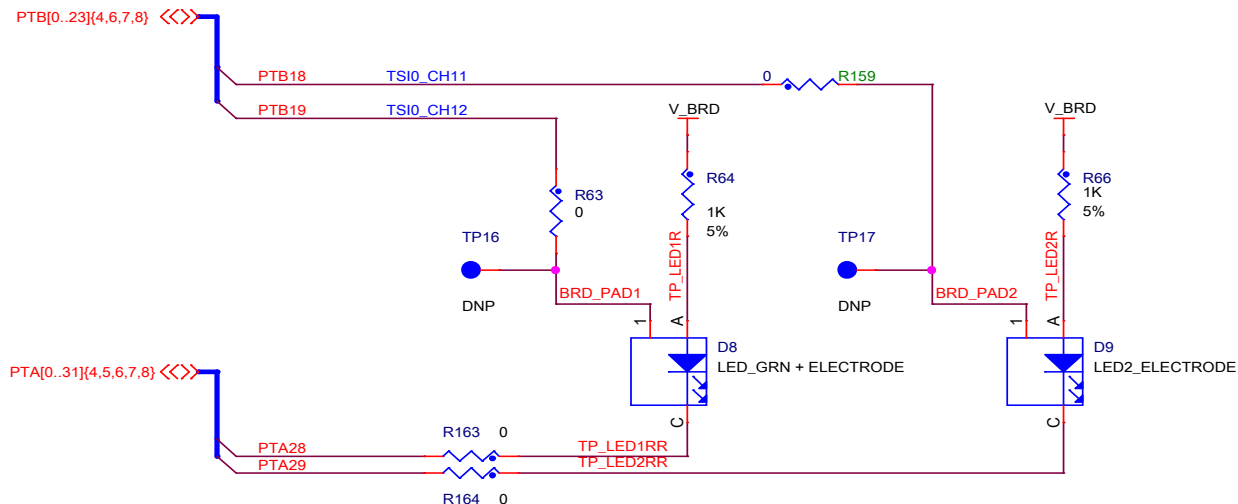 PTB[0..23]{4,6,7,8}
PTB18 TSI0_CH11 0 R159
PTB19 TSI0_CH12
V_BRD V_BRD
R63
0
R64
1K
5%
R66
1K
5%
TP16
DNP
TP_LED1R
TP17
DNP
TP_LED2R
BRD_PAD1 BRD_PAD2
1 A 1 A
D8
LED_GRN + ELECTRODE
D9
LED2_ELECTRODE
PTA[0..31]{4,5,6,7,8}
C C
PTA28 R163 0 TP_LED1RR
PTA29 TP_LED2RR
R164 0